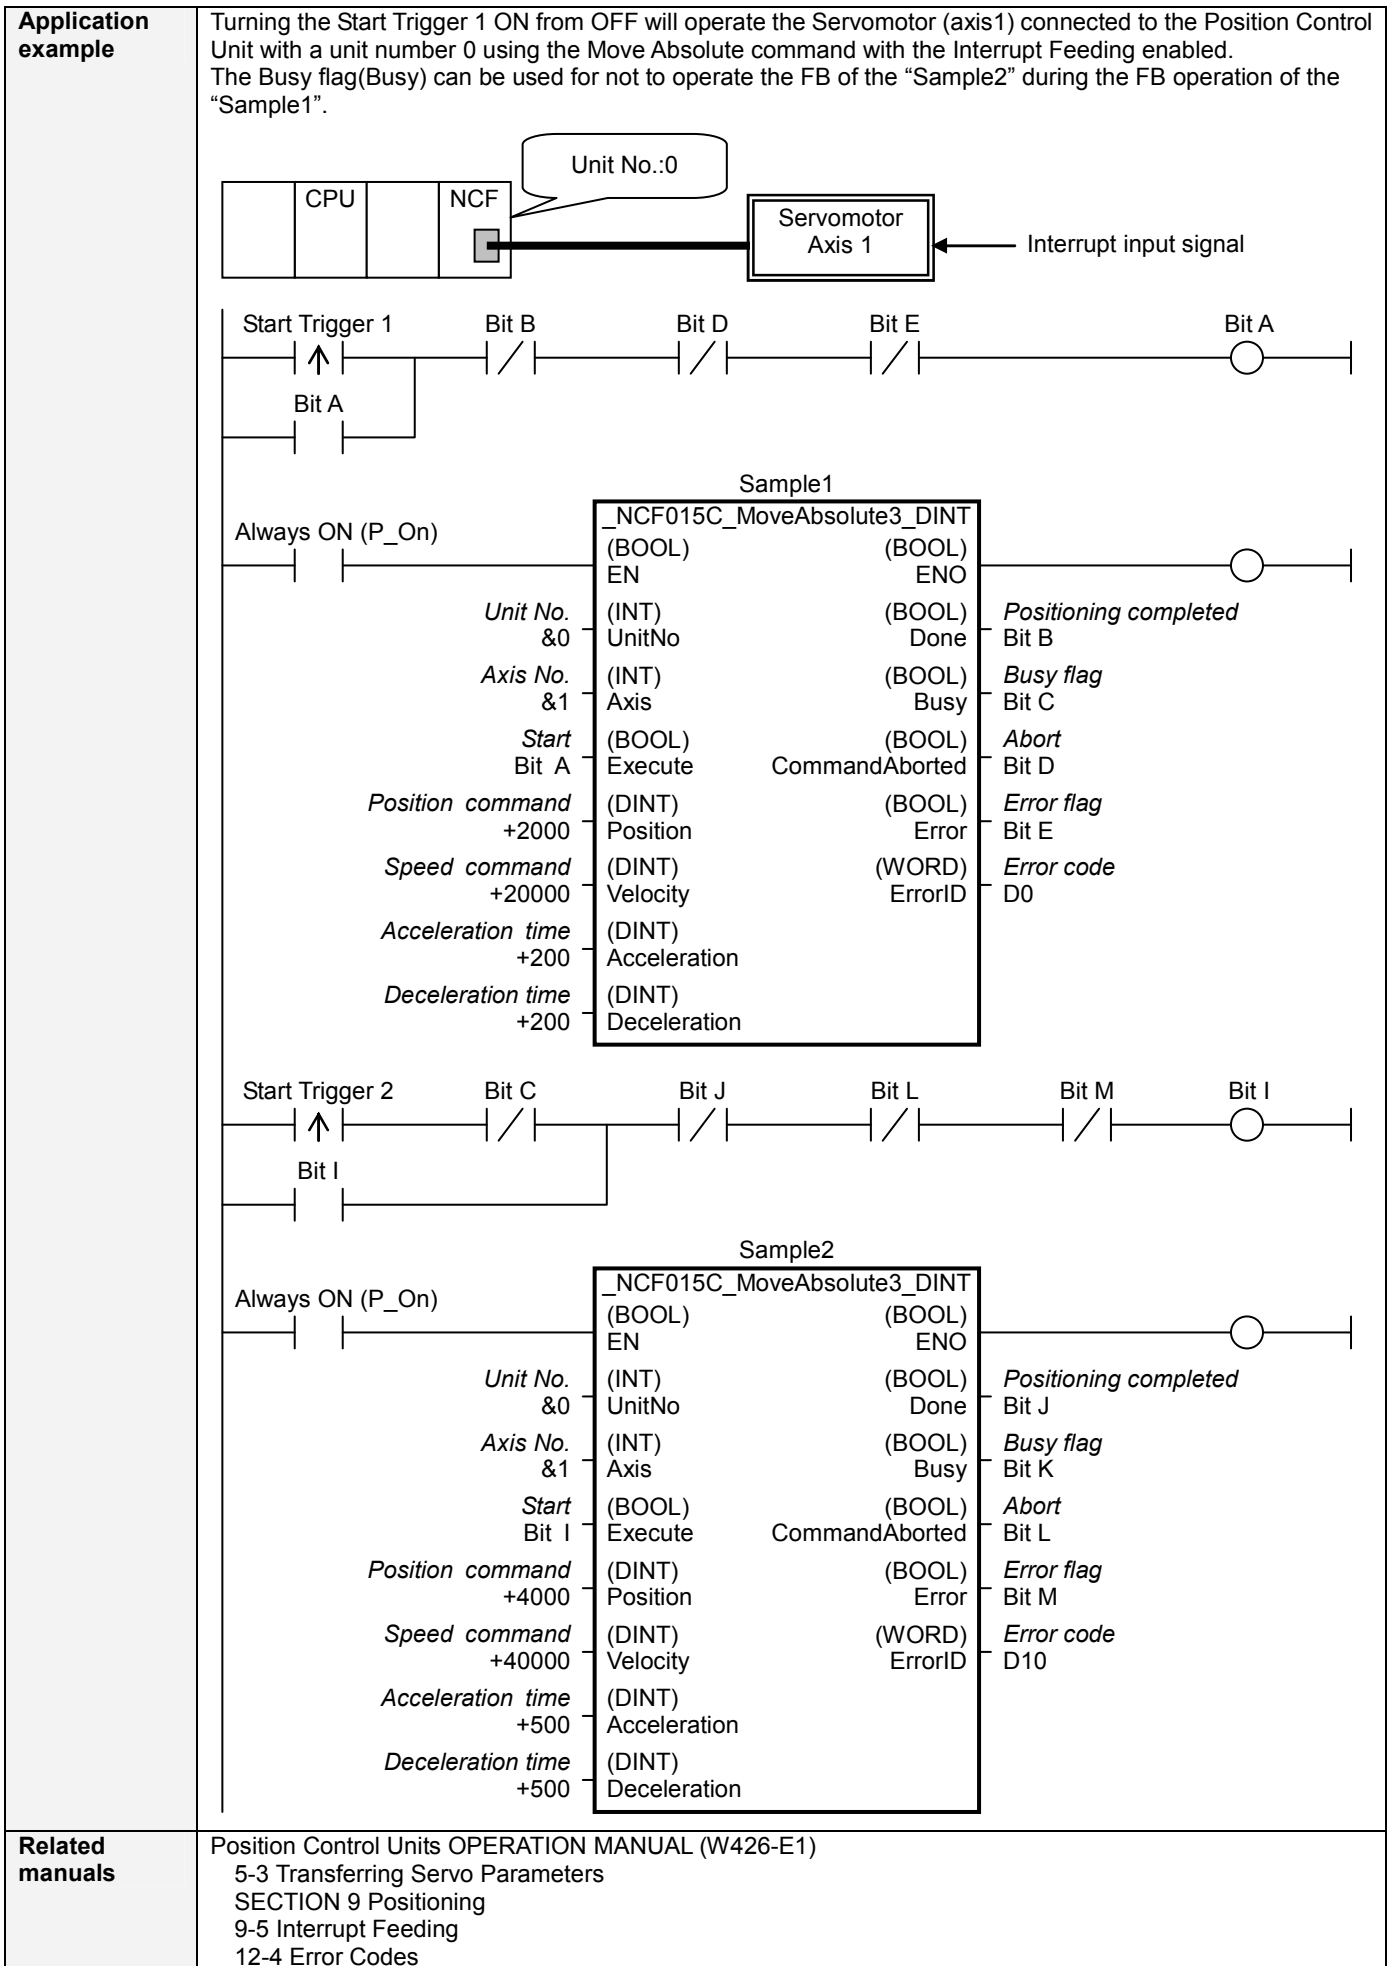 Application
example
Turning the Start Trigger 1 ON from OFF will operate the Servomotor (axis1) connected to the Position Control
Unit with a unit number 0 using the Move Absolute command with the Interrupt Feeding enabled.
The Busy flag(Busy) can be used for not to operate the FB of the “Sample2” during the FB operation of the
“Sample1”.
Unit No.:0
CPU
NCF
Servomotor
Axis 1
Interrupt input signal
Start Trigger 1
Bit B
Bit D
Bit E
Bit A
Bit A
Sample1
_NCF015C_MoveAbsolute3_DINT
Always ON (P_On)
(BOOL)
EN
(BOOL)
ENO
Unit No.
&0
(INT)
UnitNo
(BOOL)
Done
Positioning completed
Bit B
Axis No.
&1
(INT)
Axis
(BOOL)
Busy
Busy flag
Bit C
Start
Bit A
(BOOL)
Execute
(BOOL)
CommandAborted
Abort
Bit D
Position command
+2000
(DINT)
Position
(BOOL)
Error
Error flag
Bit E
Speed command
+20000
(DINT)
Velocity
(WORD)
ErrorID
Error code
D0
Acceleration time
+200
(DINT)
Acceleration
Deceleration time
+200
(DINT)
Deceleration
Start Trigger 2
Bit C
Bit J
Bit L
Bit M
Bit I
Bit I
Sample2
_NCF015C_MoveAbsolute3_DINT
Always ON (P_On)
(BOOL)
EN
(BOOL)
ENO
Unit No.
&0
(INT)
UnitNo
(BOOL)
Done
Positioning completed
Bit J
Axis No.
&1
(INT)
Axis
(BOOL)
Busy
Busy flag
Bit K
Start
Bit I
(BOOL)
Execute
(BOOL)
CommandAborted
Abort
Bit L
Position command
+4000
(DINT)
Position
(BOOL)
Error
Error flag
Bit M
Speed command
+40000
(DINT)
Velocity
(WORD)
ErrorID
Error code
D10
Acceleration time
+500
(DINT)
Acceleration
Deceleration time
+500
(DINT)
Deceleration
Related
manuals
Position Control Units OPERATION MANUAL (W426-E1)
5-3 Transferring Servo Parameters
SECTION 9 Positioning
9-5 Interrupt Feeding
12-4 Error Codes